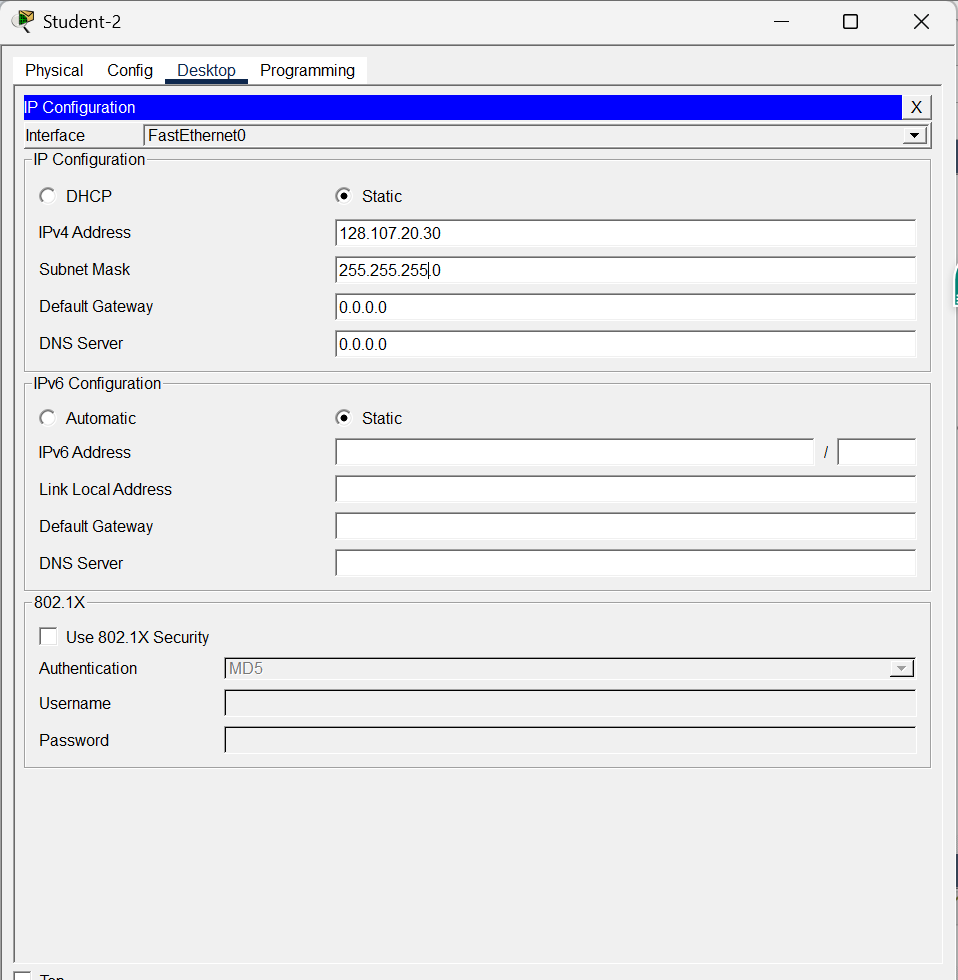 Student-2
Physical Config Desktop Programming
IP Configuration X
Interface FastEthernet0
IP Configuration
DHCP Static
IPv4 Address 128.107.20.30
Subnet Mask 255.255.255.0
Default Gateway 0.0.0.0
DNS Server 0.0.0.0
IPv6 Configuration
Automatic Static
IPv6 Address /
Link Local Address
Default Gateway
DNS Server
802.1X
Use 802.1X Security
Authentication MD5
Username
Password